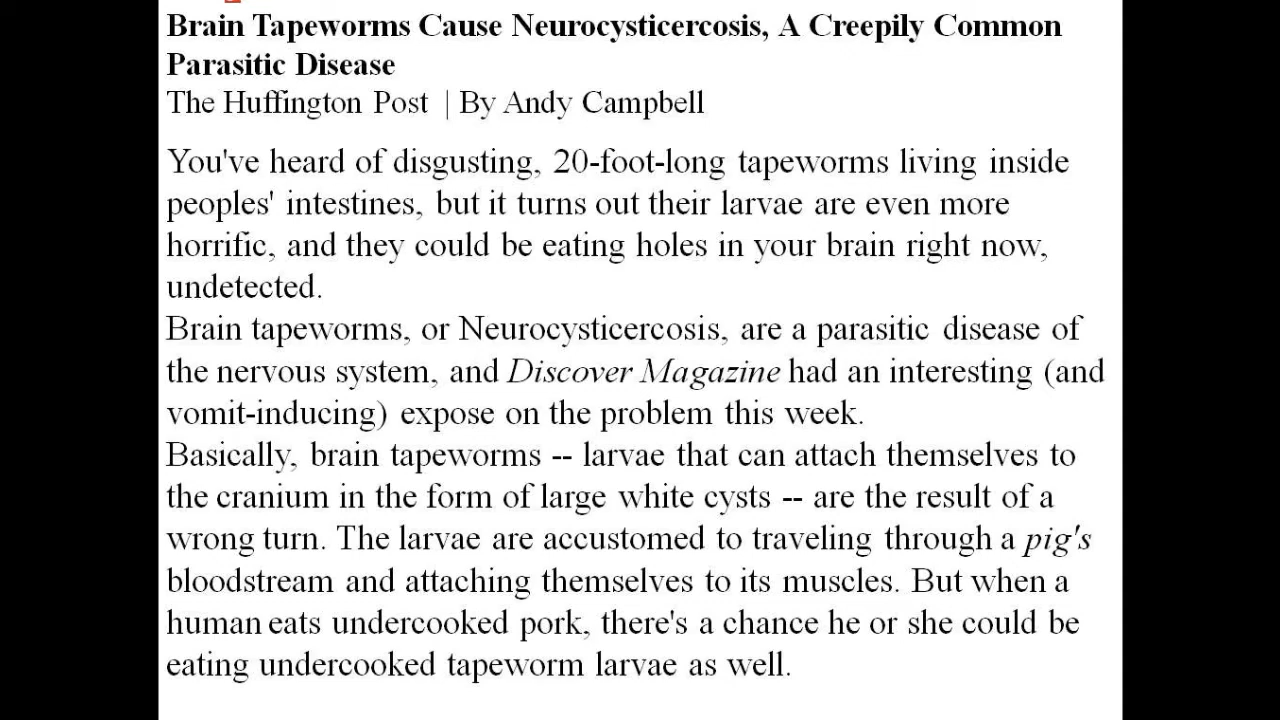 Brain Tapeworms Cause Neurocysticercosis, A Creepily Common
Parasitic Disease
The Huffington Post | By Andy Campbell
You've heard of disgusting, 20-foot-long tapeworms living inside
peoples' intestines, but it turns out their larvae are even more
horrific, and they could be eating holes in your brain right now,
undetected.
Brain tapeworms, or Neurocysticercosis, are a parasitic disease of
the nervous system, and Discover Magazine had an interesting (and
vomit-inducing) expose on the problem this week.
Basically, brain tapeworms -- larvae that can attach themselves to
the cranium in the form of large white cysts -- are the result of a
wrong turn. The larvae are accustomed to traveling through a pig's
bloodstream and attaching themselves to its muscles. But when a
human eats undercooked pork, there's a chance he or she could be
eating undercooked tapeworm larvae as well.